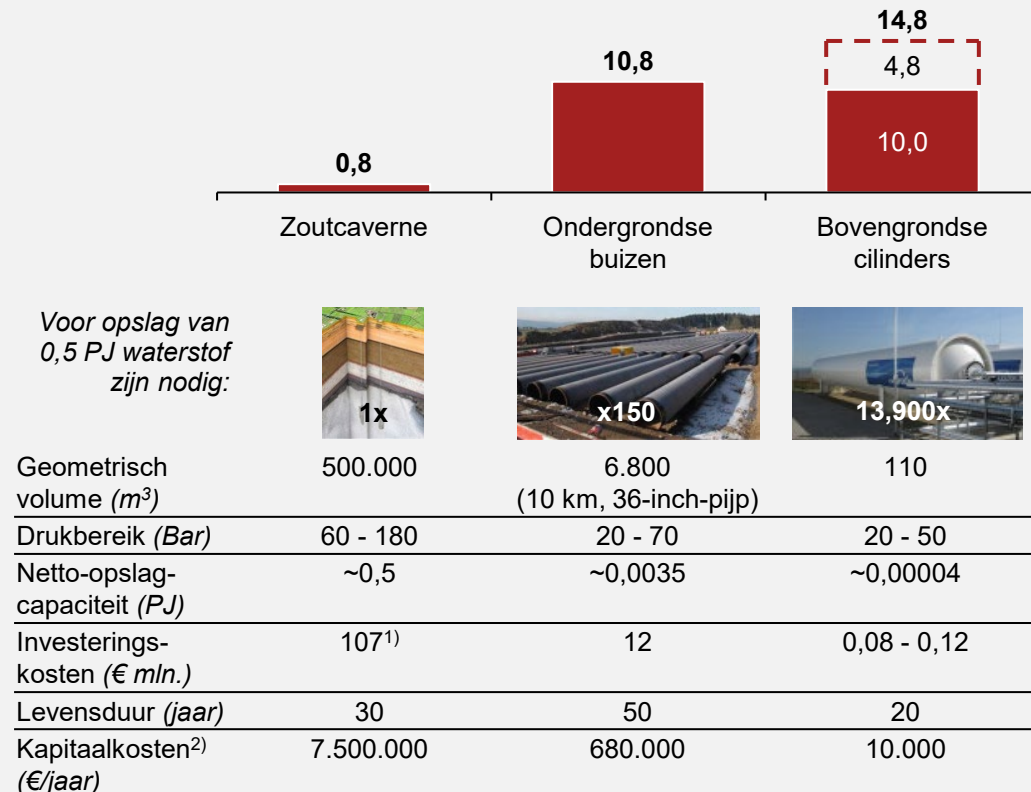 14,8
10,8
4,8
10,0
0,8
Zoutcaverne
Ondergrondse
buizen
Bovengrondse
cilinders
Voor opslag van
0,5 PJ waterstof
zijn nodig:
1x
x150
13,900x
Geometrisch
volume (m³)
500.000
6.800
(10 km, 36-inch-pijp)
110
Drukbereik (Bar)
60 - 180
20 - 70
20 - 50
Netto-opslag-
capaciteit (PJ)
~0,5
~0,0035
~0,00004
Investerings-
kosten (€ mln.)
107¹⁾
12
0,08 - 0,12
Levensduur (jaar)
30
50
20
Kapitaalkosten²⁾
(€/jaar)
7.500.000
680.000
10.000